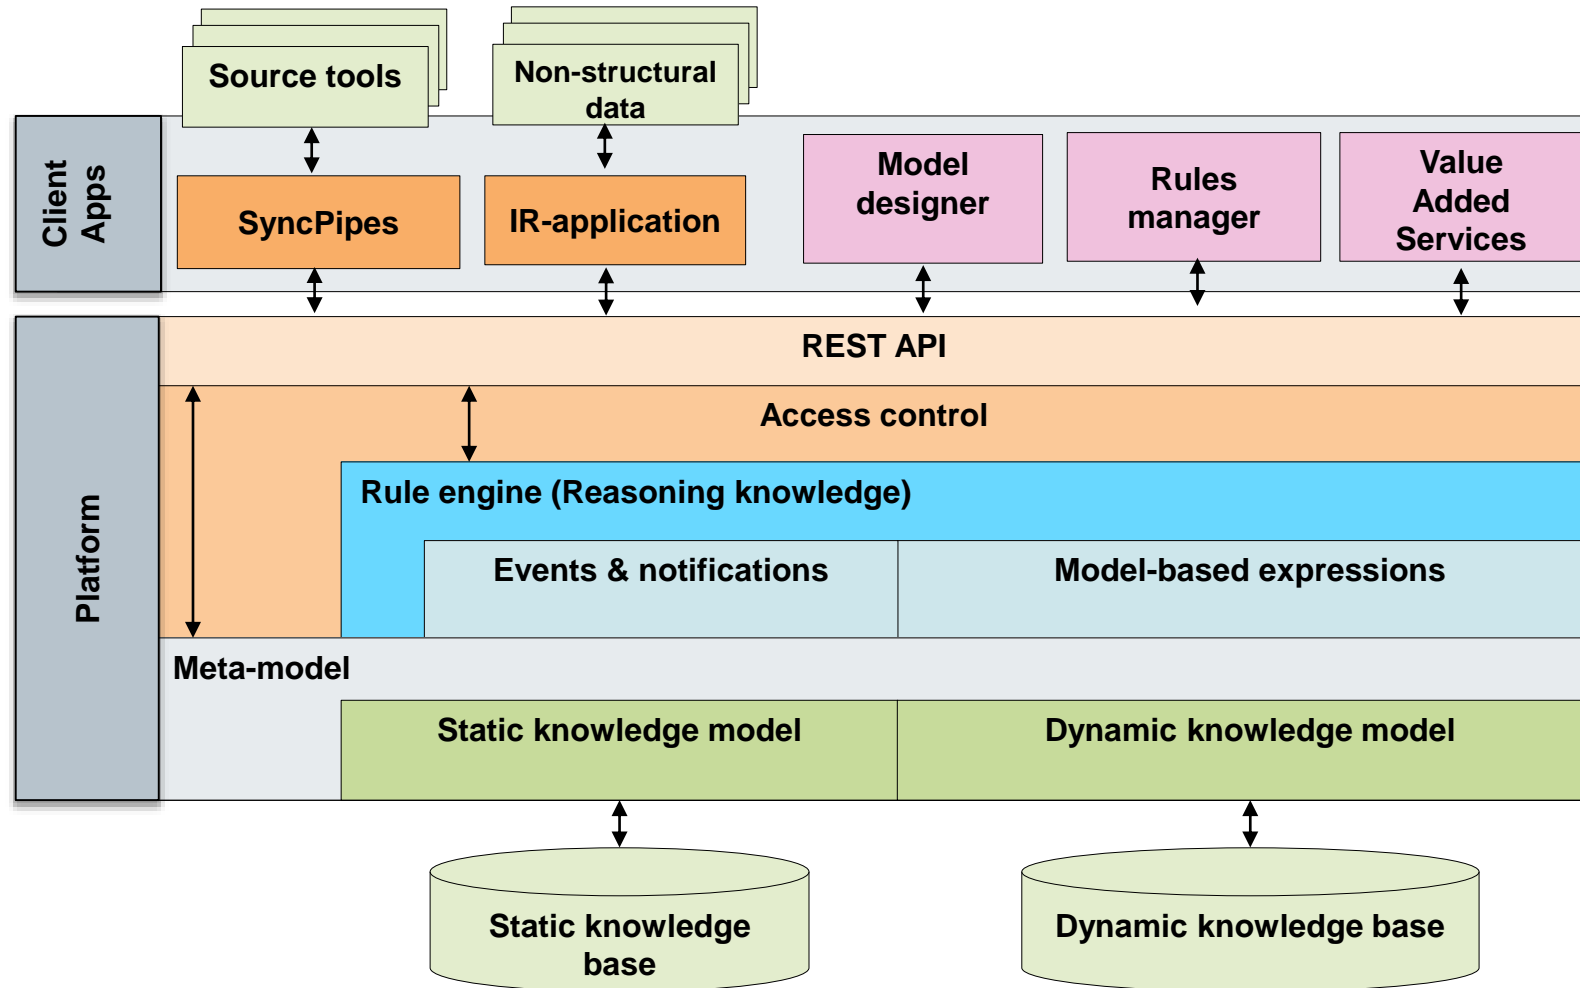 Source tools
Non-structural
data
Client
Apps
SyncPipes
IR-application
Model
designer
Rules
manager
Value
Added
Services
Platform
REST API
Access control
Rule engine (Reasoning knowledge)
Events & notifications
Model-based expressions
Meta-model
Static knowledge model
Dynamic knowledge model
Static knowledge
base
Dynamic knowledge base